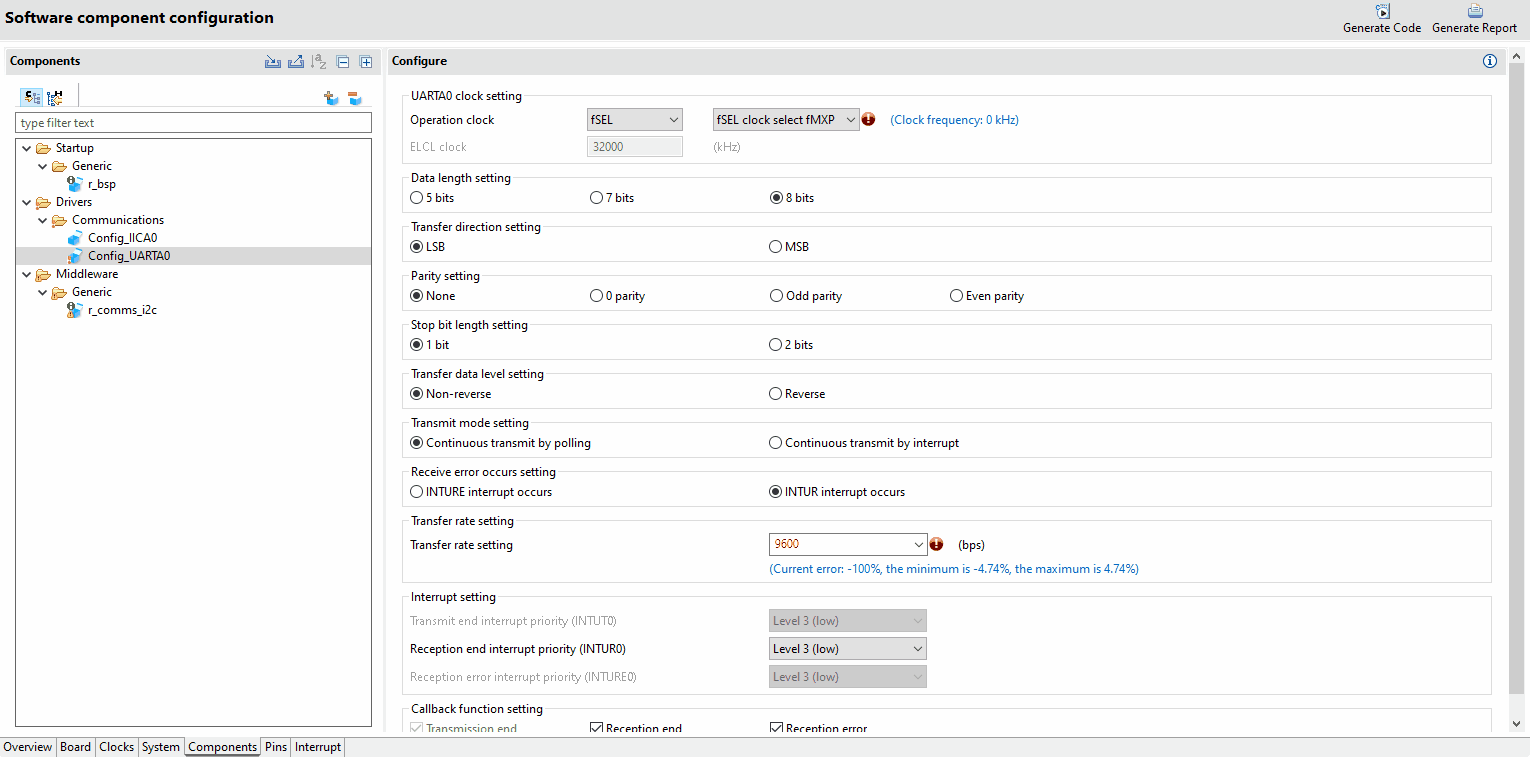 Software component configuration
Generate Code Generate Report
Components
type filter text
Startup
Generic
r_bsp
Drivers
Communications
Config_IICA0
Config_UARTA0
Middleware
Generic
r_comms_i2c
Configure
UARTA0 clock setting
Operation clock fSEL fSEL clock select fMXP (Clock frequency: 0 kHz)
ELCL clock 32000 (kHz)
Data length setting
5 bits 7 bits 8 bits
Transfer direction setting
LSB MSB
Parity setting
None 0 parity Odd parity Even parity
Stop bit length setting
1 bit 2 bits
Transfer data level setting
Non-reverse Reverse
Transmit mode setting
Continuous transmit by polling Continuous transmit by interrupt
Receive error occurs setting
INTURE interrupt occurs INTUR interrupt occurs
Transfer rate setting
Transfer rate setting 9600 (bps)
(Current error: -100%, the minimum is -4.74%, the maximum is 4.74%)
Interrupt setting
Transmit end interrupt priority (INTUT0) Level 3 (low)
Reception end interrupt priority (INTUR0) Level 3 (low)
Reception error interrupt priority (INTURE0) Level 3 (low)
Callback function setting
Transmission end Reception end Reception error
Overview Board Clocks System Components Pins Interrupt